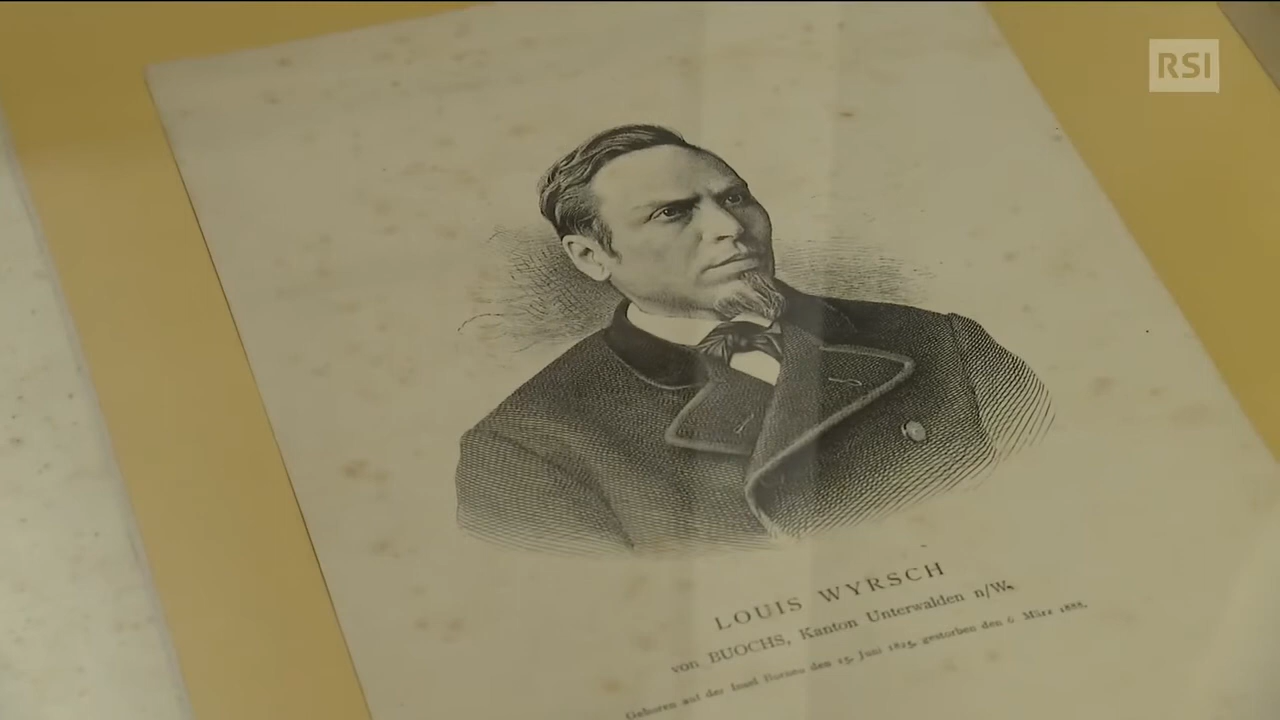 RSI
LOUIS WYRSCH
von BUOCHS, Kanton Unterwalden n/W.
Geboren auf der Insel Borneo den 15. Juni 1825, gestorben den 6. März 1888.